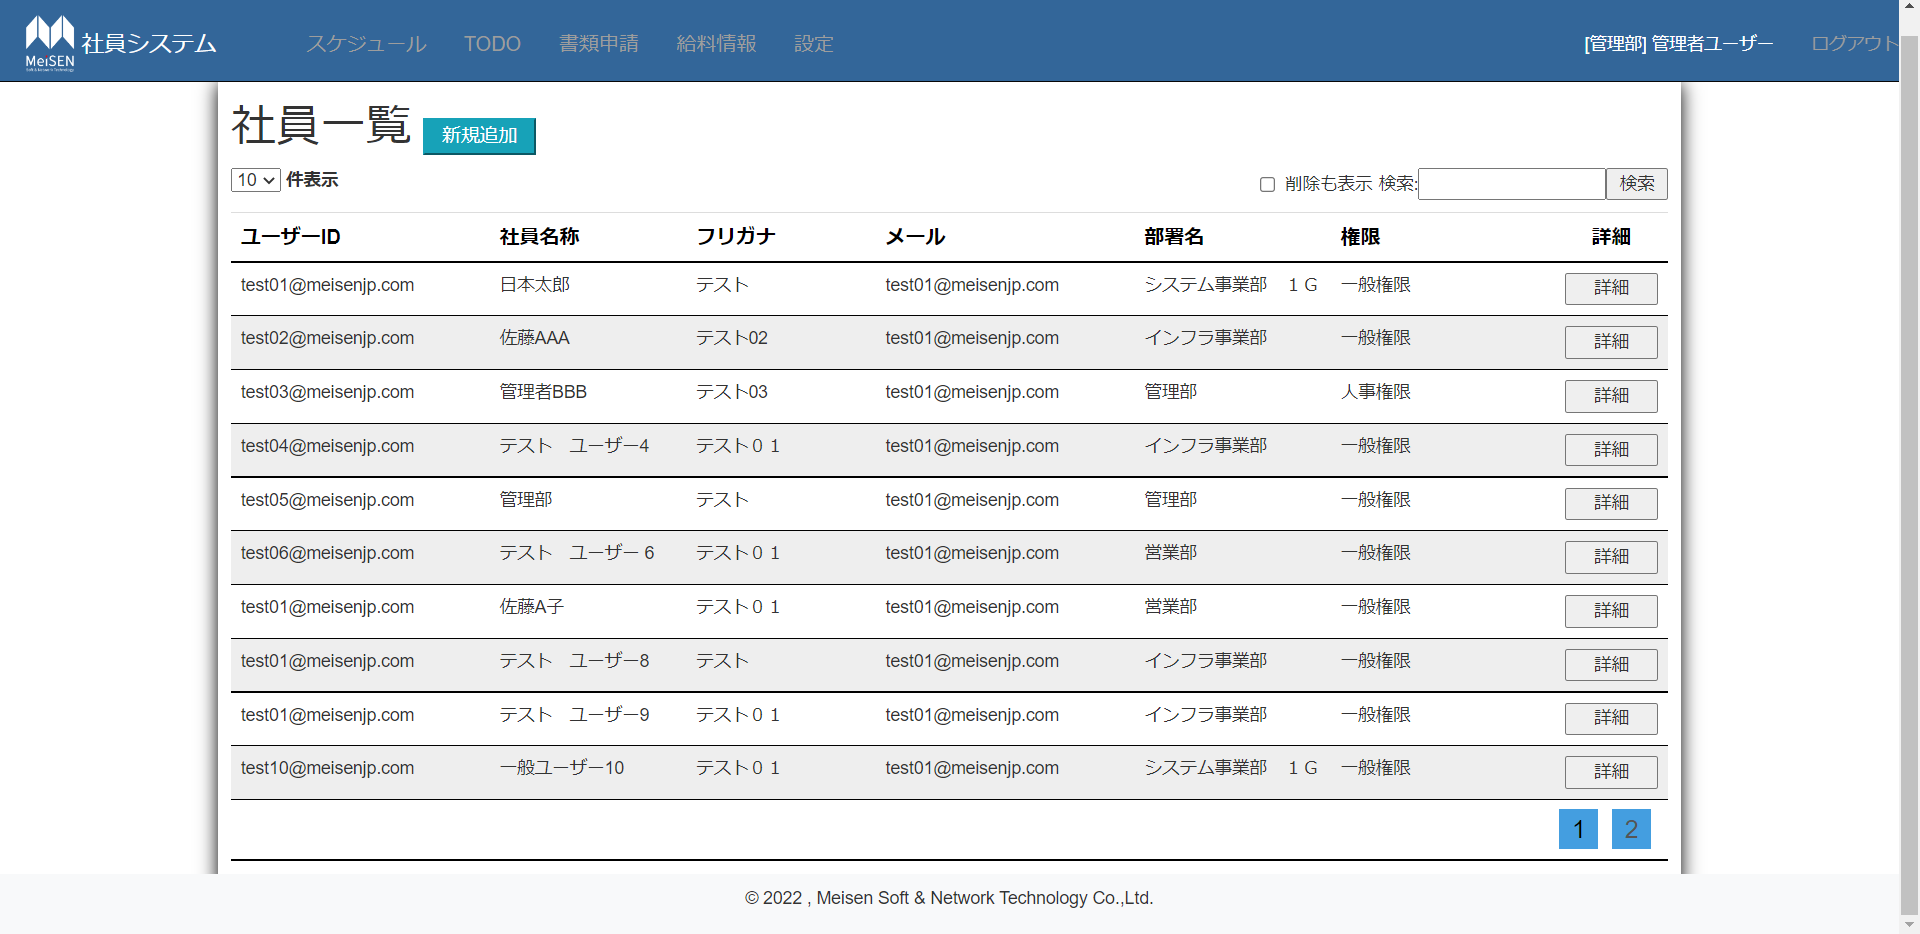 MeiSEN 社員システム スケジュール TODO 書類申請 給料情報 設定 [管理部] 管理者ユーザー ログアウト
社員一覧 新規追加
10 件表示 削除も表示 検索: 検索
ユーザーID 社員名称 フリガナ メール 部署名 権限 詳細
test01@meisenjp.com 日本太郎 テスト test01@meisenjp.com システム事業部　１Ｇ 一般権限 詳細
test02@meisenjp.com 佐藤AAA テスト02 test01@meisenjp.com インフラ事業部 一般権限 詳細
test03@meisenjp.com 管理者BBB テスト03 test01@meisenjp.com 管理部 人事権限 詳細
test04@meisenjp.com テスト　ユーザー4 テスト０１ test01@meisenjp.com インフラ事業部 一般権限 詳細
test05@meisenjp.com 管理部 テスト test01@meisenjp.com 管理部 一般権限 詳細
test06@meisenjp.com テスト　ユーザー６ テスト０１ test01@meisenjp.com 営業部 一般権限 詳細
test01@meisenjp.com 佐藤A子 テスト０１ test01@meisenjp.com 営業部 一般権限 詳細
test01@meisenjp.com テスト　ユーザー8 テスト test01@meisenjp.com インフラ事業部 一般権限 詳細
test01@meisenjp.com テスト　ユーザー9 テスト０１ test01@meisenjp.com インフラ事業部 一般権限 詳細
test10@meisenjp.com 一般ユーザー10 テスト０１ test01@meisenjp.com システム事業部　１Ｇ 一般権限 詳細
1 2
© 2022 , Meisen Soft & Network Technology Co.,Ltd.